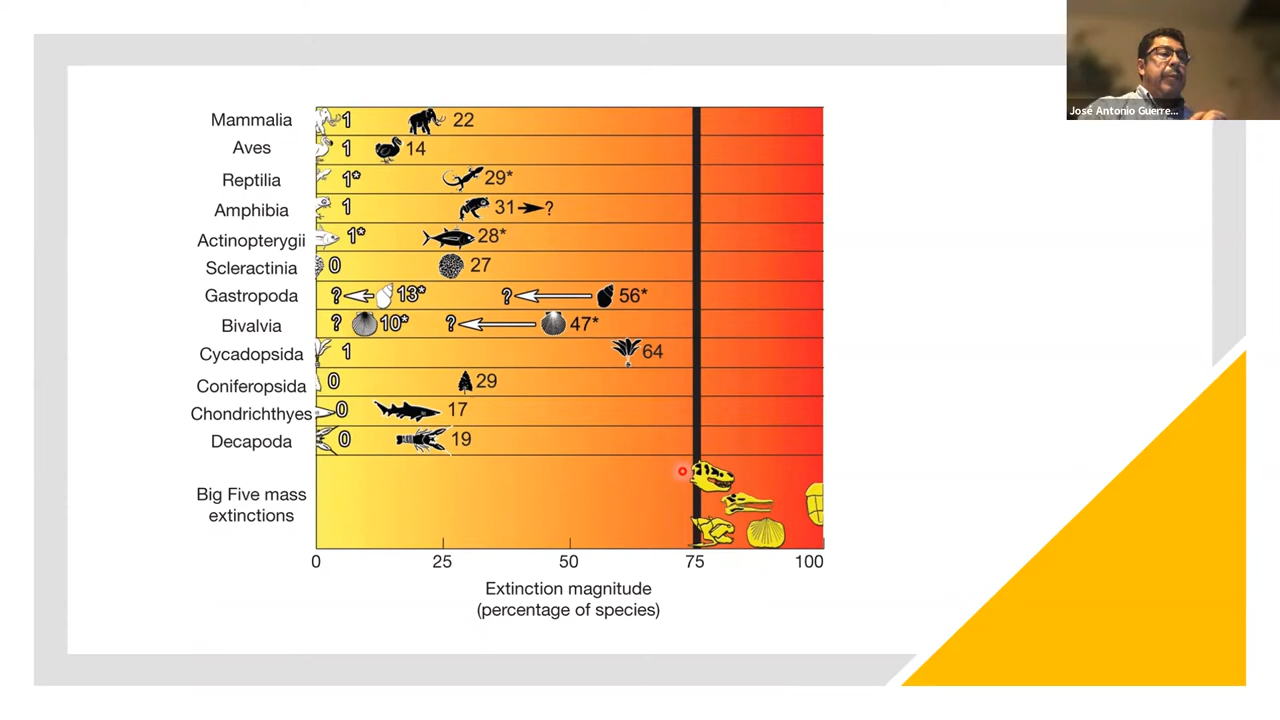 José Antonio Guerre...
Mammalia 1 22
Aves 1 14
Reptilia 1* 29*
Amphibia 1 31 ?
Actinopterygii 1* 28*
Scleractinia 0 27
Gastropoda ? 13* ? 56*
Bivalvia ? 10* ? 47*
Cycadopsida 1 64
Coniferopsida 0 29
Chondrichthyes 0 17
Decapoda 0 19
Big Five mass
extinctions
0 25 50 75 100
Extinction magnitude
(percentage of species)